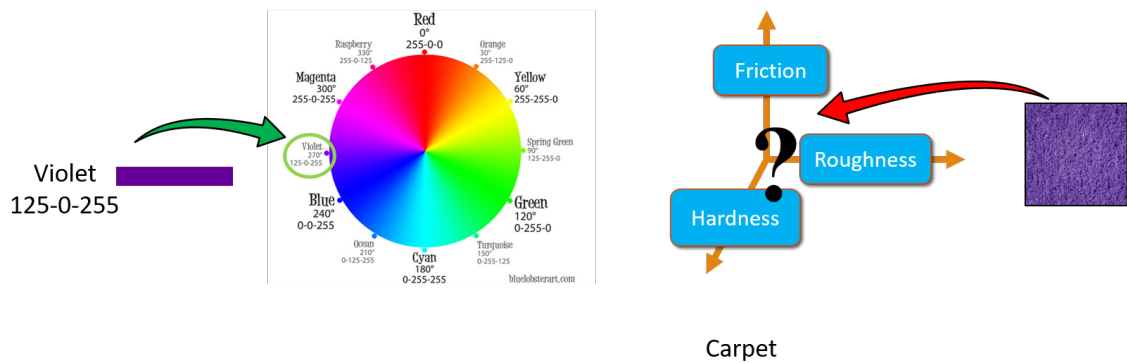 Violet
125-0-255
Red
0°
255-0-0
Orange
30°
255-125-0
Yellow
60°
255-255-0
Spring Green
90°
125-255-0
Green
120°
0-255-0
Turquoise
150°
0-255-125
Cyan
180°
0-255-255
Ocean
210°
0-125-255
Blue
240°
0-0-255
Violet
270°
125-0-255
Magenta
300°
255-0-255
Raspberry
330°
255-0-125
bluelobsterart.com
Friction
?
Roughness
Hardness
Carpet